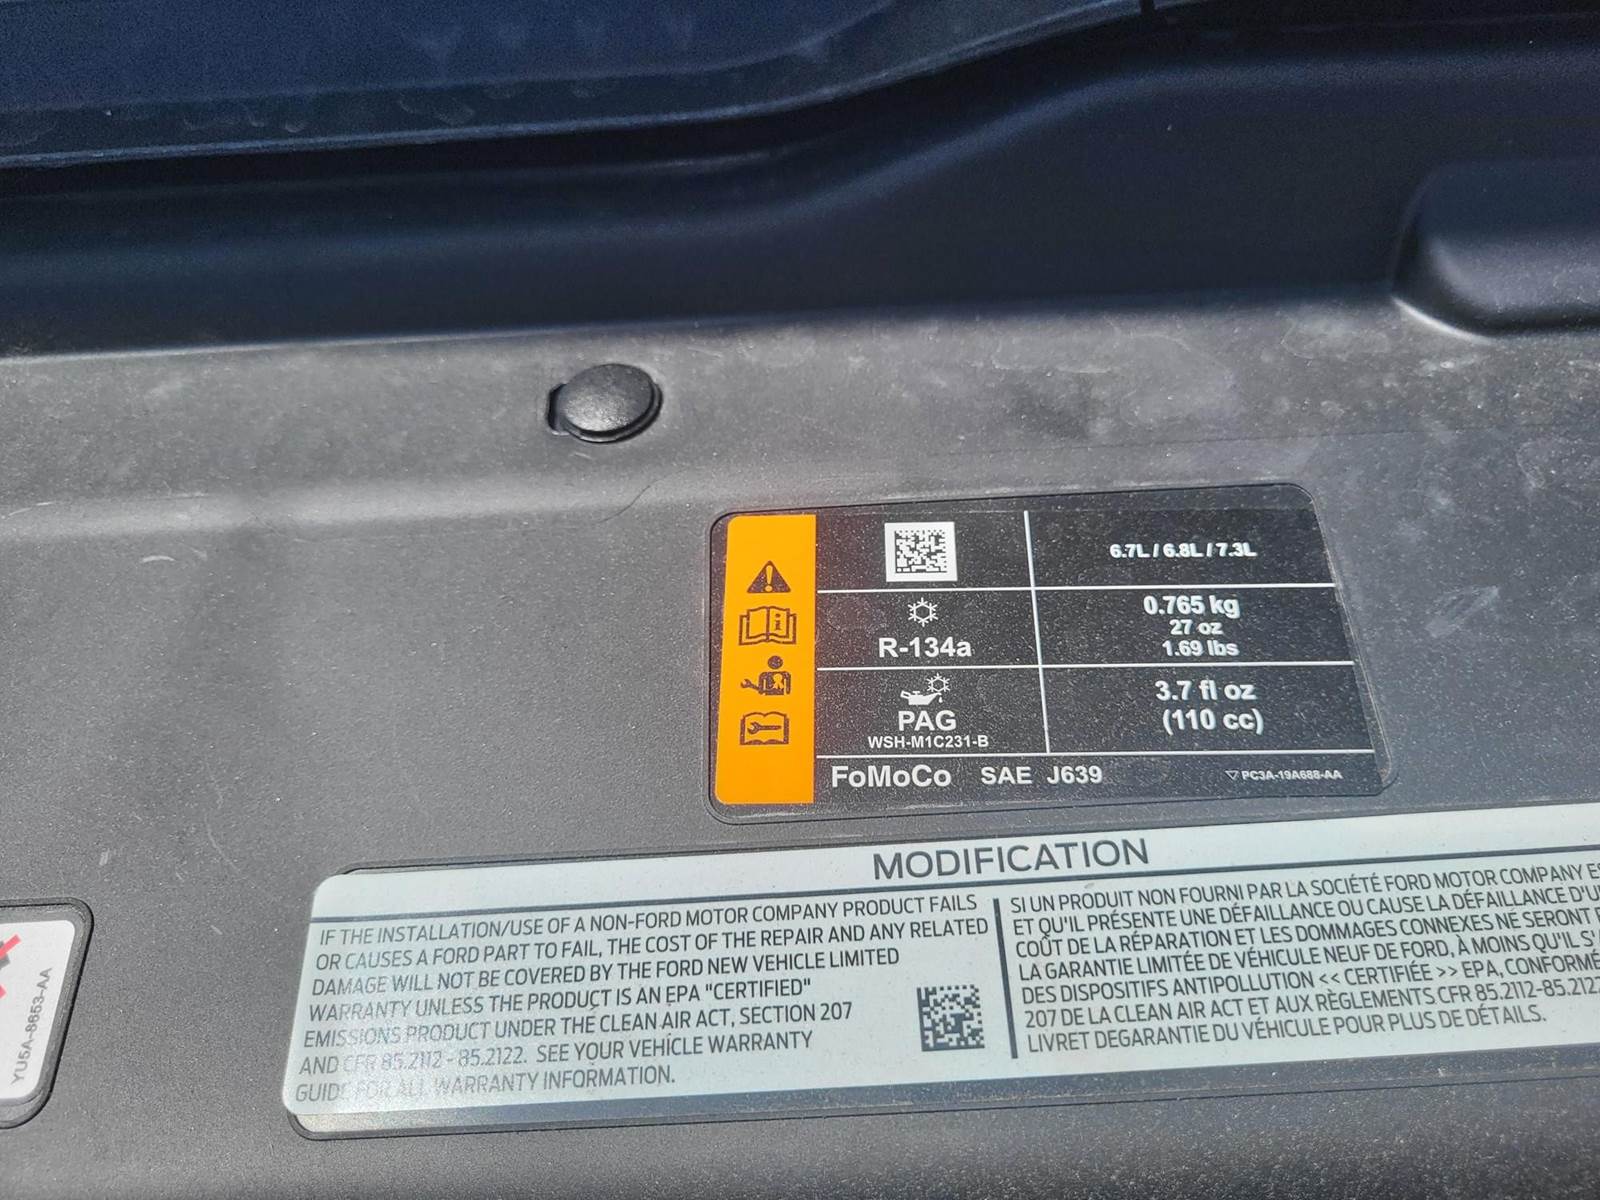 6.7L / 6.8L / 7.3L
R-134a
0.765 kg
27 oz
1.69 lbs
PAG
WSH-M1C231-B
3.7 fl oz
(110 cc)
FoMoCo SAE J639
PC3A-19A688-AA
MODIFICATION
IF THE INSTALLATION/USE OF A NON-FORD MOTOR COMPANY PRODUCT FAILS
OR CAUSES A FORD PART TO FAIL, THE COST OF THE REPAIR AND ANY RELATED
DAMAGE WILL NOT BE COVERED BY THE FORD NEW VEHICLE LIMITED
WARRANTY UNLESS THE PRODUCT IS AN EPA "CERTIFIED"
EMISSIONS PRODUCT UNDER THE CLEAN AIR ACT, SECTION 207
AND CFR 85.2112 - 85.2122. SEE YOUR VEHICLE WARRANTY
GUIDE FOR ALL WARRANTY INFORMATION.
SI UN PRODUIT NON FOURNI PAR LA SOCIÉTÉ FORD MOTOR COMPANY ES
ET QU'IL PRÉSENTE UNE DÉFAILLANCE OU CAUSE LA DÉFAILLANCE D'U
COÛT DE LA RÉPARATION ET LES DOMMAGES CONNEXES NE SERONT
LA GARANTIE LIMITÉE DE VÉHICULE NEUF DE FORD, À MOINS QU'IL S'
DES DISPOSITIFS ANTIPOLLUTION << CERTIFIÉE >> EPA, CONFORMÉ
207 DE LA CLEAN AIR ACT ET AUX RÈGLEMENTS CFR 85.2112-85.2122
LIVRET DE GARANTIE DU VÉHICULE POUR PLUS DE DÉTAILS.
YU5A-8653-AA